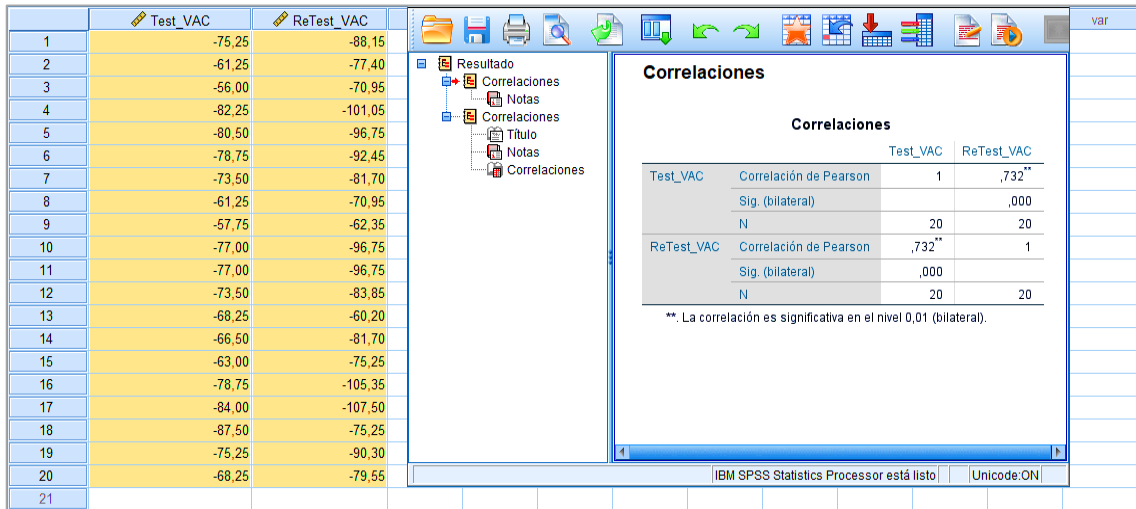 Test_VAC ReTest_VAC var
1 -75,25 -88,15
2 -61,25 -77,40
3 -56,00 -70,95
4 -82,25 -101,05
5 -80,50 -96,75
6 -78,75 -92,45
7 -73,50 -81,70
8 -61,25 -70,95
9 -57,75 -62,35
10 -77,00 -96,75
11 -77,00 -96,75
12 -73,50 -83,85
13 -68,25 -60,20
14 -66,50 -81,70
15 -63,00 -75,25
16 -78,75 -105,35
17 -84,00 -107,50
18 -87,50 -75,25
19 -75,25 -90,30
20 -68,25 -79,55
21
Resultado
Correlaciones
Notas
Correlaciones
Título
Notas
Correlaciones
Correlaciones
Correlaciones
Test_VAC ReTest_VAC
Test_VAC Correlación de Pearson 1 ,732**
Sig. (bilateral) ,000
N 20 20
ReTest_VAC Correlación de Pearson ,732** 1
Sig. (bilateral) ,000
N 20 20
**. La correlación es significativa en el nivel 0,01 (bilateral).
IBM SPSS Statistics Processor está listo Unicode:ON